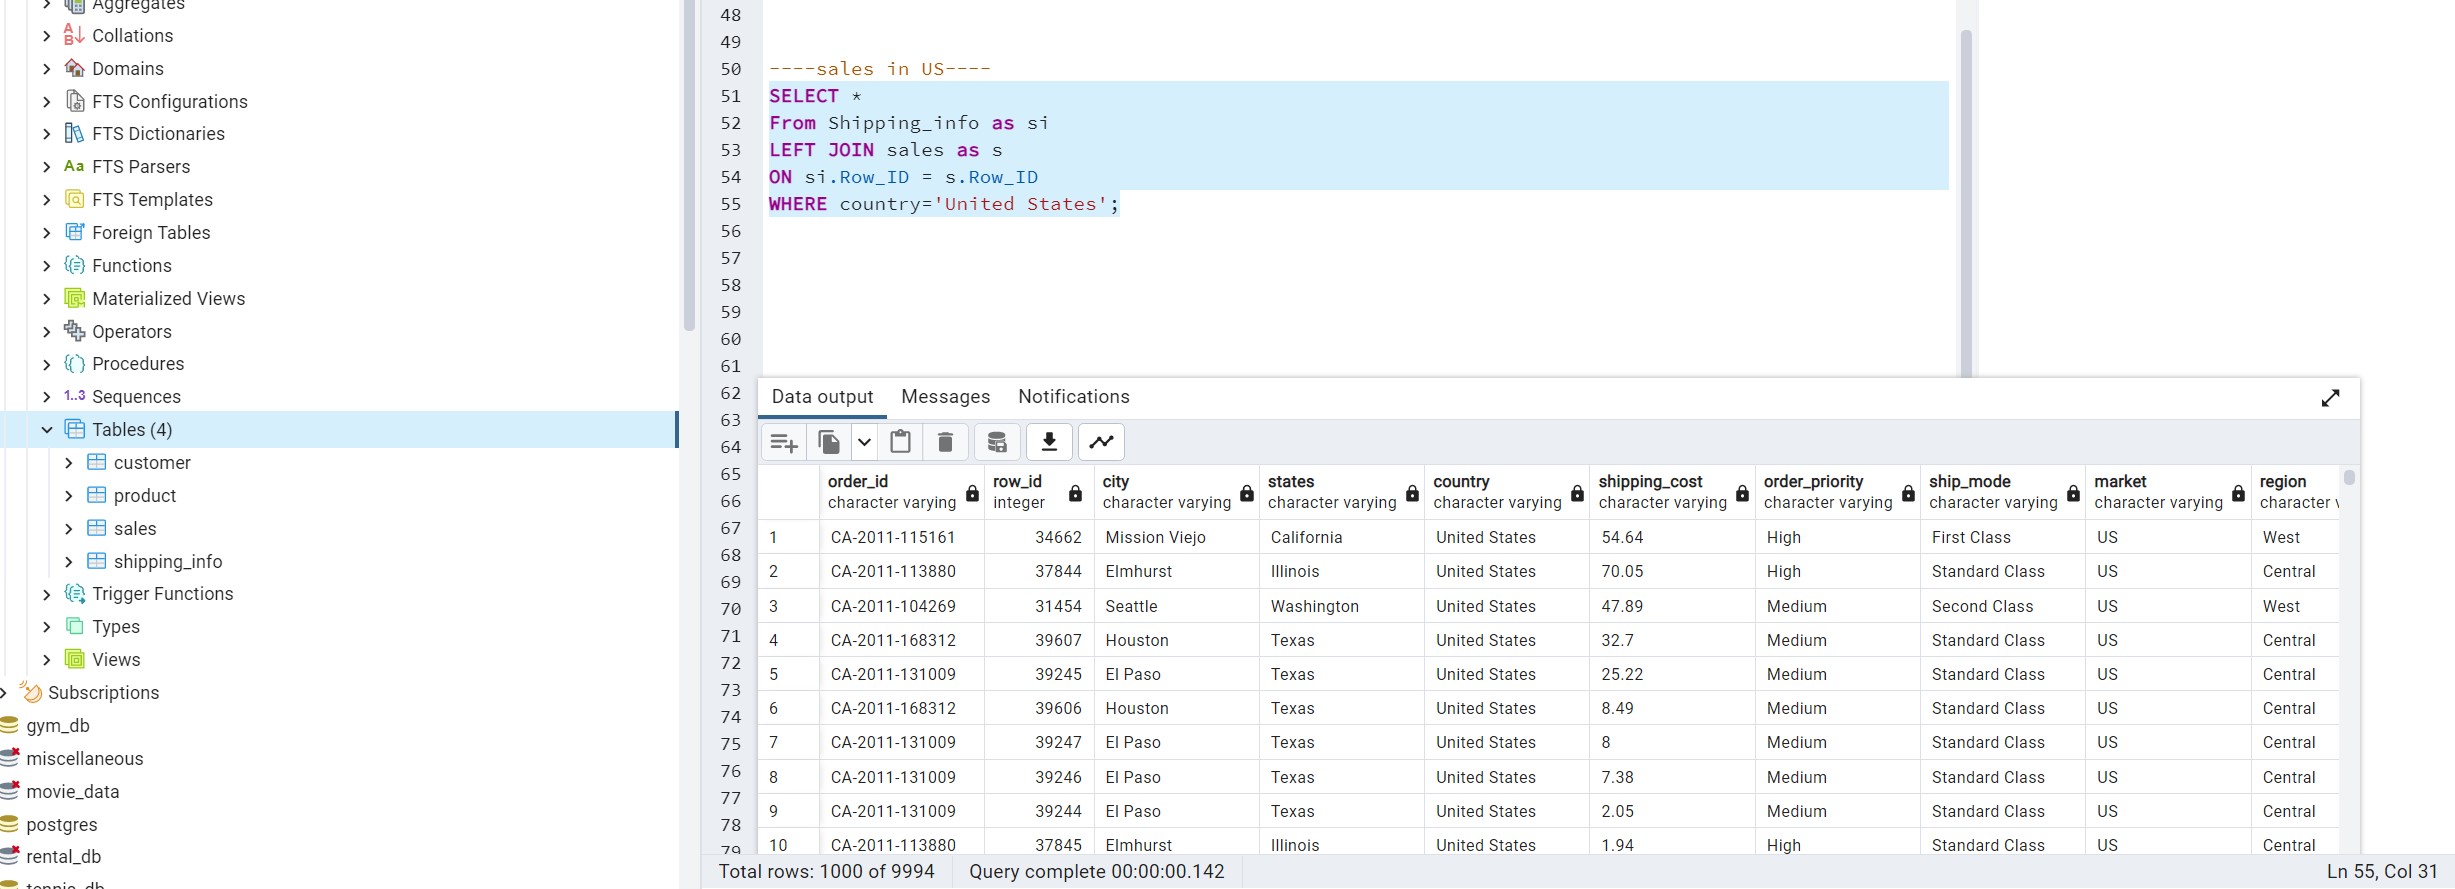 Aggregates
Collations
Domains
FTS Configurations
FTS Dictionaries
Aa FTS Parsers
FTS Templates
Foreign Tables
Functions
Materialized Views
Operators
Procedures
1..3 Sequences
Tables (4)
customer
product
sales
shipping_info
Trigger Functions
Types
Views
Subscriptions
gym_db
miscellaneous
movie_data
postgres
rental_db
tennis_db
48
49
50 ----sales in US----
51 SELECT *
52 From Shipping_info as si
53 LEFT JOIN sales as s
54 ON si.Row_ID = s.Row_ID
55 WHERE country='United States';
56
57
58
59
60
61
62
63
64
65
66
67
68
69
70
71
72
73
74
75
76
77
78
79
Data output Messages Notifications
order_id row_id city states country shipping_cost order_priority ship_mode market region
character varying integer character varying character varying character varying character varying character varying character varying character varying character
1 CA-2011-115161 34662 Mission Viejo California United States 54.64 High First Class US West
2 CA-2011-113880 37844 Elmhurst Illinois United States 70.05 High Standard Class US Central
3 CA-2011-104269 31454 Seattle Washington United States 47.89 Medium Second Class US West
4 CA-2011-168312 39607 Houston Texas United States 32.7 Medium Standard Class US Central
5 CA-2011-131009 39245 El Paso Texas United States 25.22 Medium Standard Class US Central
6 CA-2011-168312 39606 Houston Texas United States 8.49 Medium Standard Class US Central
7 CA-2011-131009 39247 El Paso Texas United States 8 Medium Standard Class US Central
8 CA-2011-131009 39246 El Paso Texas United States 7.38 Medium Standard Class US Central
9 CA-2011-131009 39244 El Paso Texas United States 2.05 Medium Standard Class US Central
10 CA-2011-113880 37845 Elmhurst Illinois United States 1.94 High Standard Class US Central
Total rows: 1000 of 9994 Query complete 00:00:00.142 Ln 55, Col 31